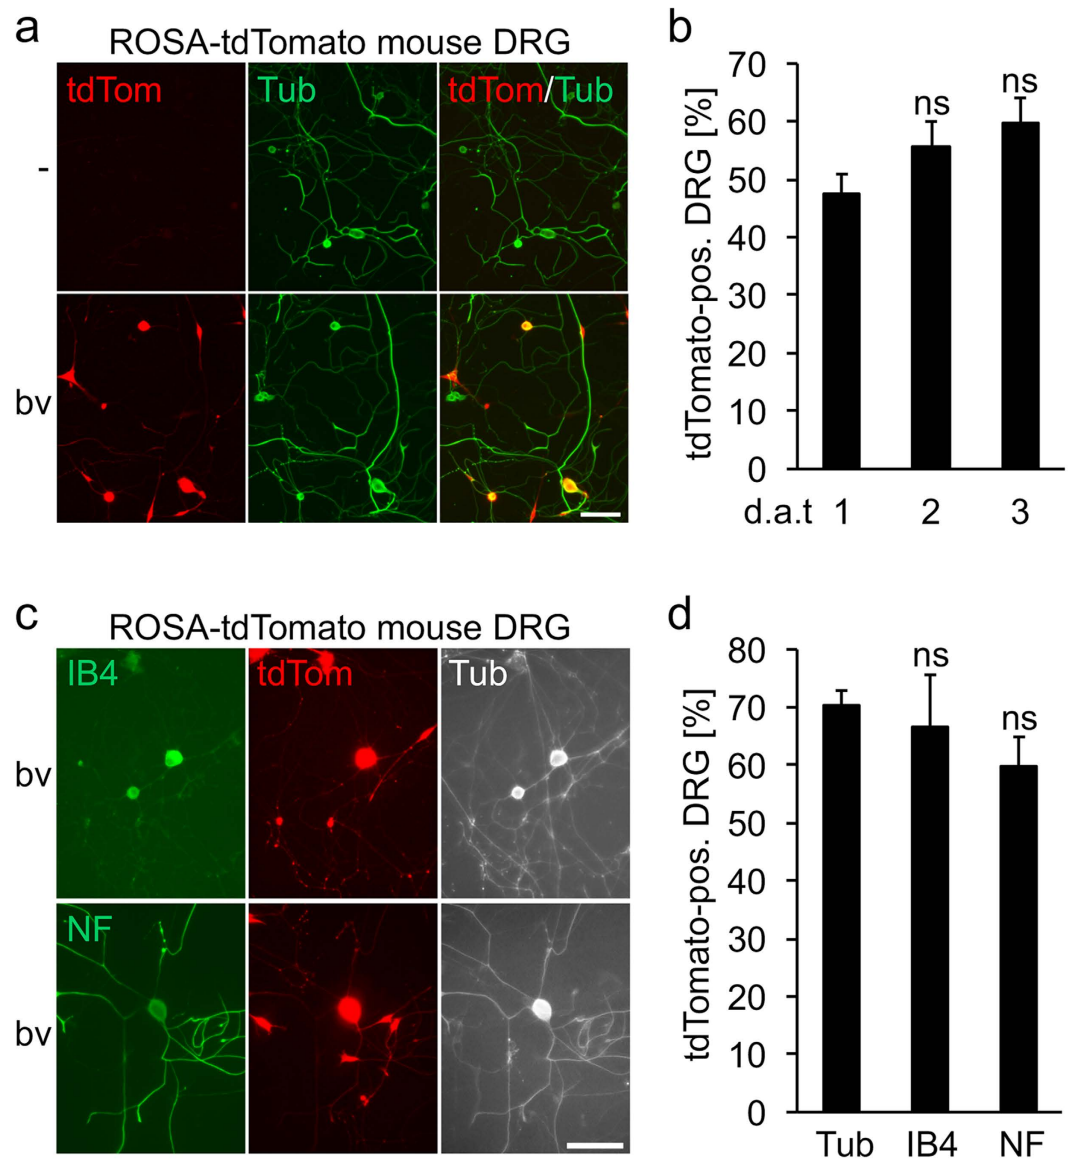 a
ROSA-tdTomato mouse DRG
tdTom
Tub
tdTom/Tub
-
bv
b
tdTomato-pos. DRG [%]
70
60
50
40
30
20
10
0
ns
ns
d.a.t 1 2 3
c
ROSA-tdTomato mouse DRG
IB4
tdTom
Tub
bv
NF
bv
d
tdTomato-pos. DRG [%]
80
70
60
50
40
30
20
10
0
ns
ns
Tub IB4 NF